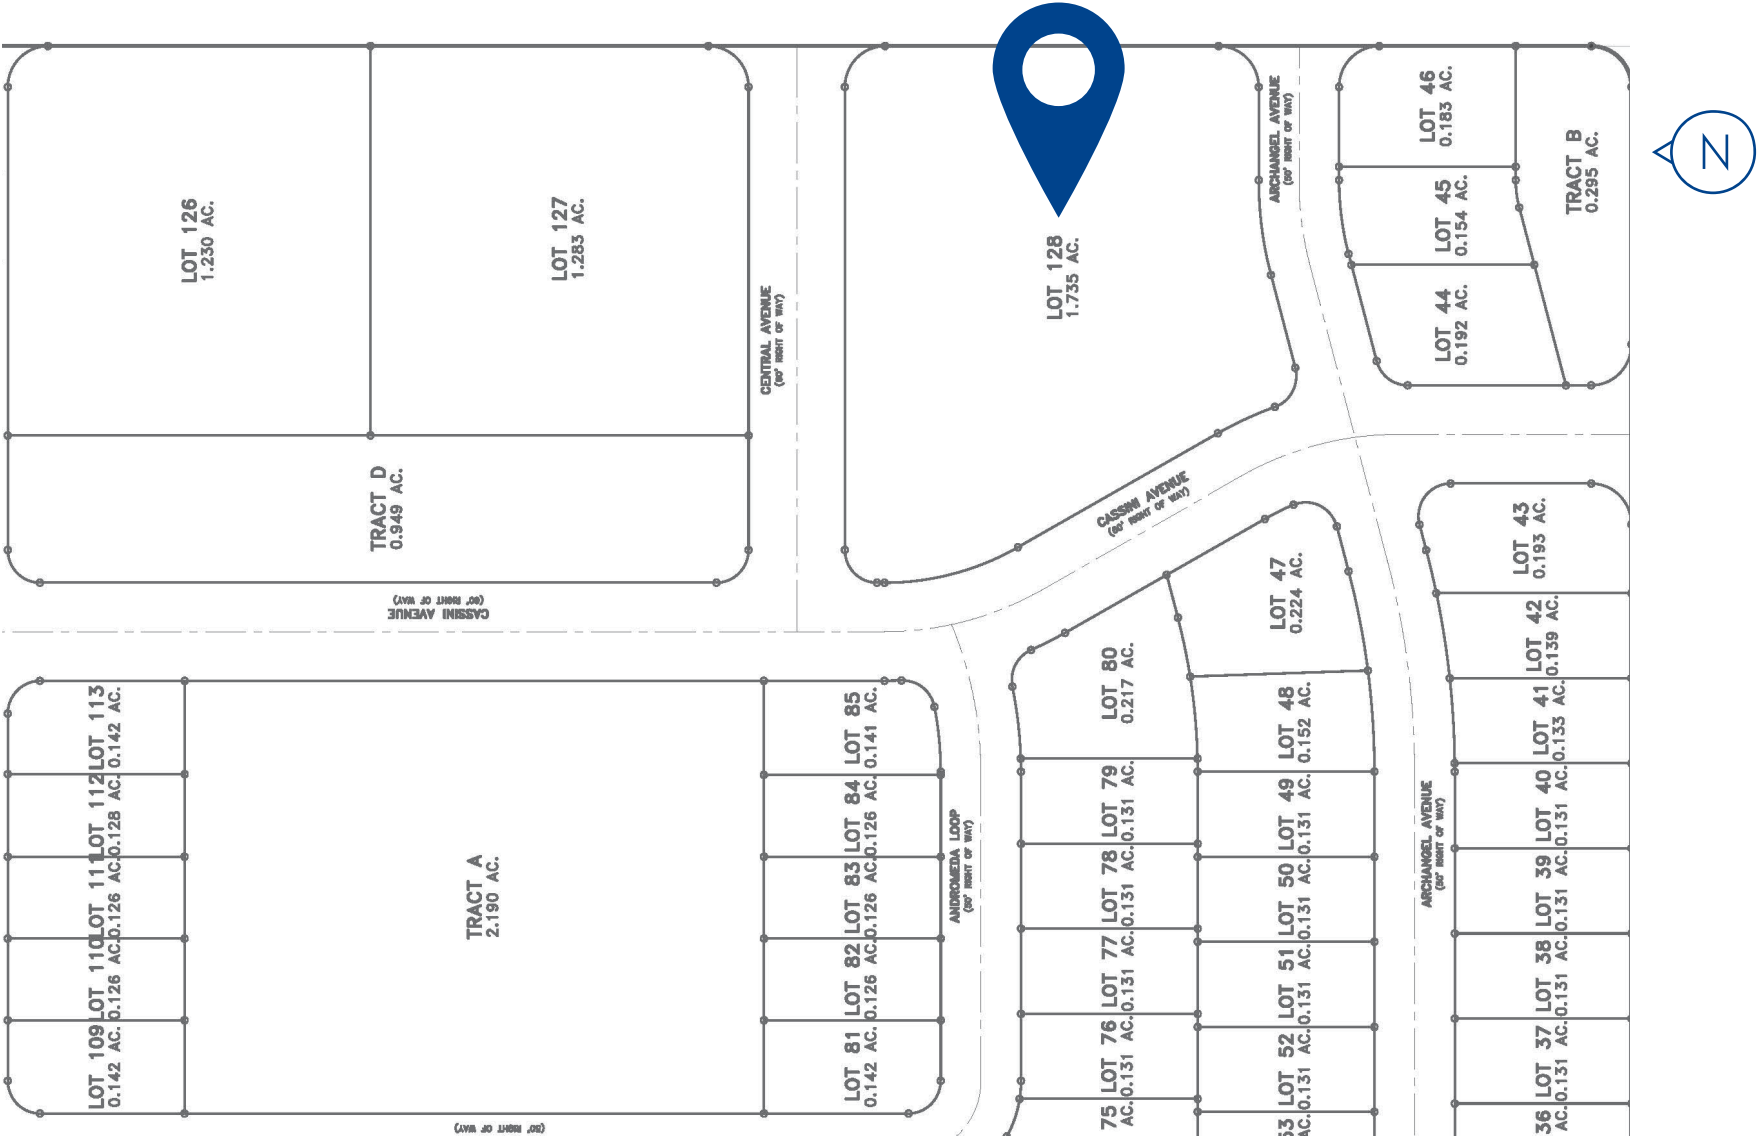 LOT 126
1.230 AC.
LOT 127
1.283 AC.
CENTRAL AVENUE
(80' RIGHT OF WAY)
LOT 128
1.735 AC.
ARCHANGEL AVENUE
(50' RIGHT OF WAY)
LOT 46
0.183 AC.
LOT 45
0.154 AC.
LOT 44
0.192 AC.
TRACT B
0.295 AC.
N
TRACT D
0.949 AC.
CASSINI AVENUE
(60' RIGHT OF WAY)
CASSINI AVENUE
(60' RIGHT OF WAY)
LOT 43
0.193 AC.
LOT 42
0.139 AC.
LOT 41
0.133 AC.
LOT 40
0.131 AC.
LOT 39
0.131 AC.
LOT 38
0.131 AC.
LOT 37
0.131 AC.
36
AC.
LOT 47
0.224 AC.
LOT 48
0.152 AC.
LOT 49
0.131 AC.
LOT 50
0.131 AC.
LOT 51
0.131 AC.
LOT 52
0.131 AC.
53
AC.
LOT 80
0.217 AC.
LOT 79
0.131 AC.
LOT 78
0.131 AC.
LOT 77
0.131 AC.
LOT 76
0.131 AC.
75
AC.
ARCHANGEL AVENUE
(50' RIGHT OF WAY)
ANDROMEDA LOOP
(50' RIGHT OF WAY)
LOT 85
0.141 AC.
LOT 84
0.126 AC.
LOT 83
0.126 AC.
LOT 82
0.126 AC.
LOT 81
0.142 AC.
TRACT A
2.190 AC.
LOT 113
0.142 AC.
LOT 112
0.128 AC.
LOT 111
0.126 AC.
LOT 110
0.126 AC.
LOT 109
0.142 AC.
(50' RIGHT OF WAY)